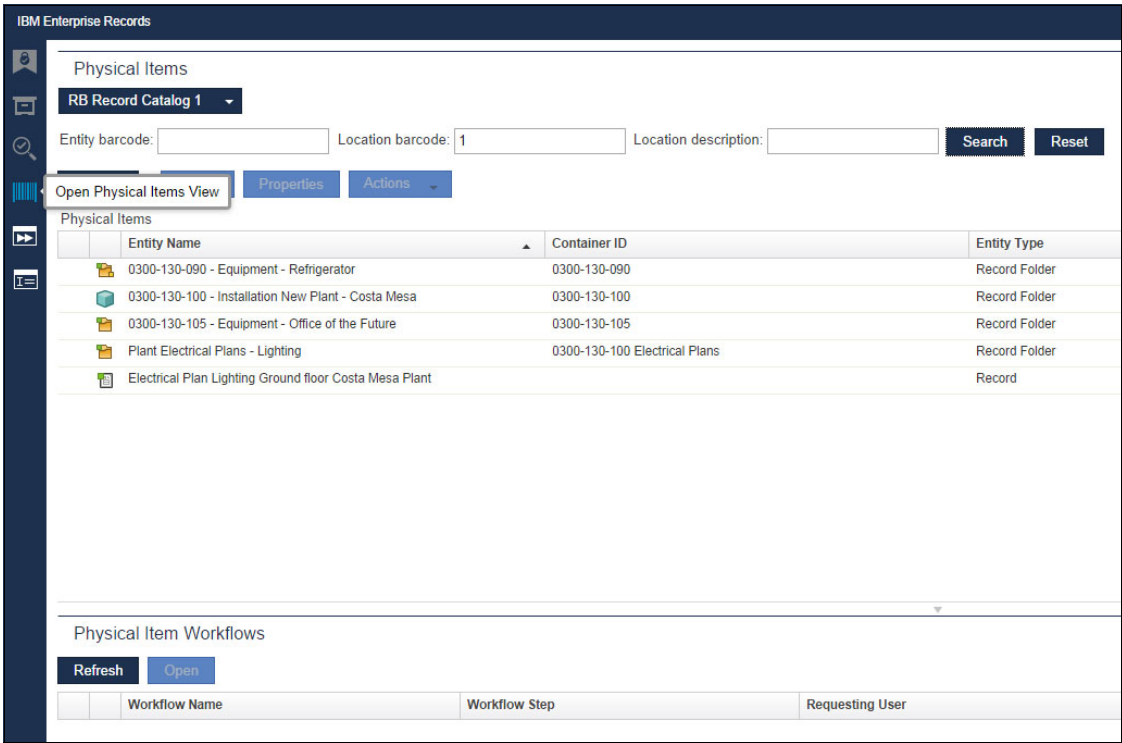 IBM Enterprise Records
Physical Items
RB Record Catalog 1
Entity barcode: Location barcode: 1 Location description: Search Reset
Open Physical Items View Properties Actions
Physical Items
Entity Name Container ID Entity Type
0300-130-090 - Equipment - Refrigerator 0300-130-090 Record Folder
0300-130-100 - Installation New Plant - Costa Mesa 0300-130-100 Record Folder
0300-130-105 - Equipment - Office of the Future 0300-130-105 Record Folder
Plant Electrical Plans - Lighting 0300-130-100 Electrical Plans Record Folder
Electrical Plan Lighting Ground floor Costa Mesa Plant Record
Physical Item Workflows
Refresh Open
Workflow Name Workflow Step Requesting User